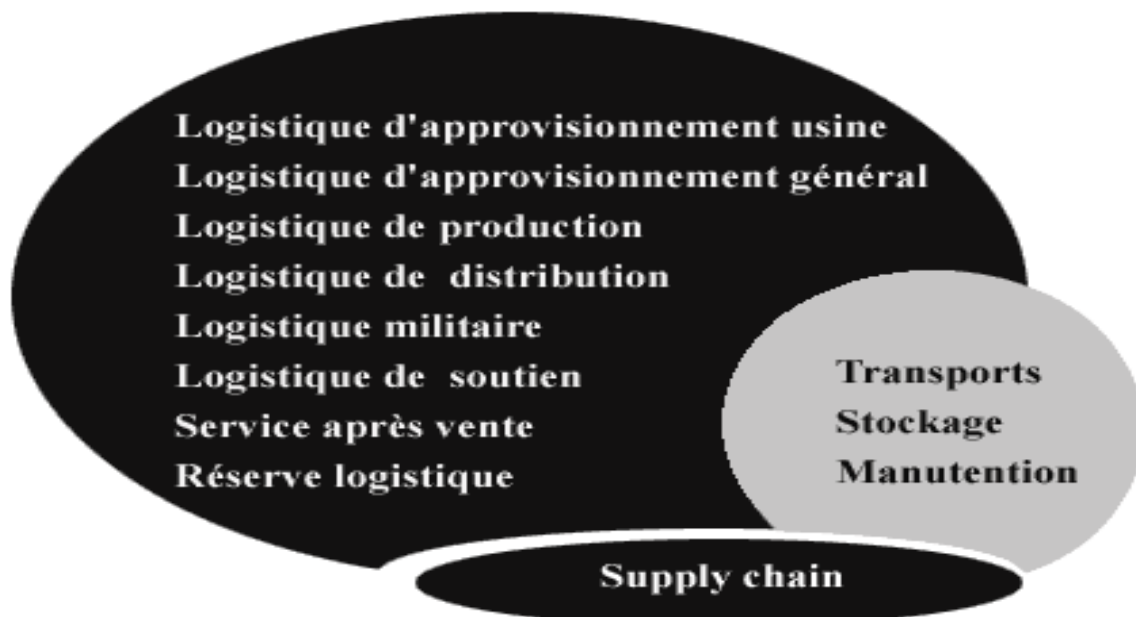 Logistique d'approvisionnement usine
Logistique d'approvisionnement général
Logistique de production
Logistique de distribution
Logistique militaire
Logistique de soutien
Service après vente
Réserve logistique
Transports
Stockage
Manutention
Supply chain